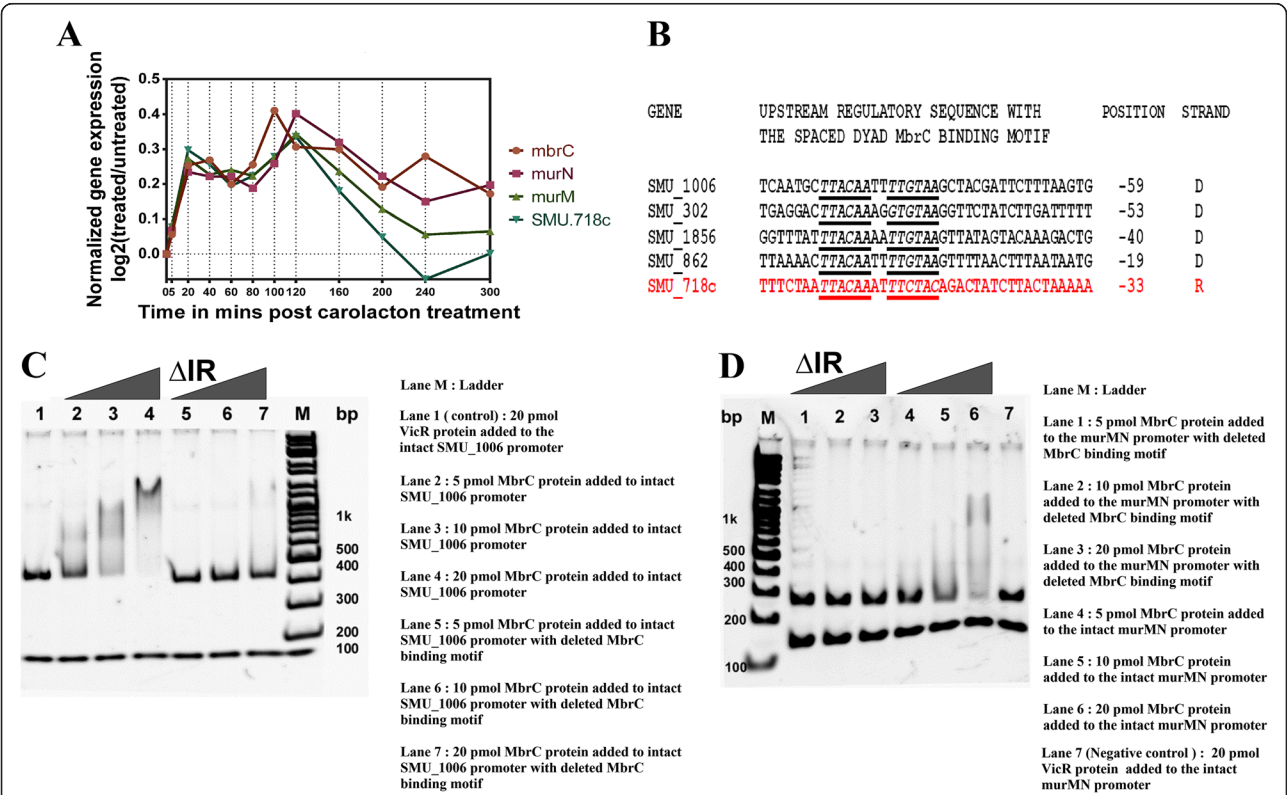 A
Normalized gene expression
log2(treated/untreated)
0.5
0.4
0.3
0.2
0.1
0.0
05 20 40 60 80 100 120 160 200 240 300
Time in mins post carolacton treatment
mbrC
murN
murM
SMU.718c
B
GENE UPSTREAM REGULATORY SEQUENCE WITH POSITION STRAND
THE SPACED DYAD MbrC BINDING MOTIF
SMU_1006 TCAATGCTTACAATTTTGTAAGCTACGATTCTTTAAGTG -59 D
SMU_302 TGAGGACTTACAAAGGTGTAAGGTTCTATCTTGATTTTT -53 D
SMU_1856 GGTTTATTTACAAAATTGTAAGTTATAGTACAAAGACTG -40 D
SMU_862 TTAAAACTTACAATTTTGTAAGTTTTAACTTTAATAATG -19 D
SMU_718c TTTCTAATTACAAATTTCTACAGACTATCTTACTAAAAA -33 R
C
ΔIR
1 2 3 4 5 6 7 M bp
1k
500
400
300
200
100
Lane M : Ladder
Lane 1 ( control) : 20 pmol
VicR protein added to the
intact SMU_1006 promoter
Lane 2 : 5 pmol MbrC protein added to intact
SMU_1006 promoter
Lane 3 : 10 pmol MbrC protein added to intact
SMU_1006 promoter
Lane 4 : 20 pmol MbrC protein added to intact
SMU_1006 promoter
Lane 5 : 5 pmol MbrC protein added to intact
SMU_1006 promoter with deleted MbrC
binding motif
Lane 6 : 10 pmol MbrC protein added to intact
SMU_1006 promoter with deleted MbrC
binding motif
Lane 7 : 20 pmol MbrC protein added to intact
SMU_1006 promoter with deleted MbrC
binding motif
D
ΔIR
bp M 1 2 3 4 5 6 7
1k
500
400
300
200
100
Lane M : Ladder
Lane 1 : 5 pmol MbrC protein added
to the murMN promoter with deleted
MbrC binding motif
Lane 2 : 10 pmol MbrC protein
added to the murMN promoter with
deleted MbrC binding motif
Lane 3 : 20 pmol MbrC protein
added to the murMN promoter with
deleted MbrC binding motif
Lane 4 : 5 pmol MbrC protein added
to the intact murMN promoter
Lane 5 : 10 pmol MbrC protein
added to the intact murMN promoter
Lane 6 : 20 pmol MbrC protein
added to the intact murMN promoter
Lane 7 (Negative control ) : 20 pmol
VicR protein added to the intact
murMN promoter